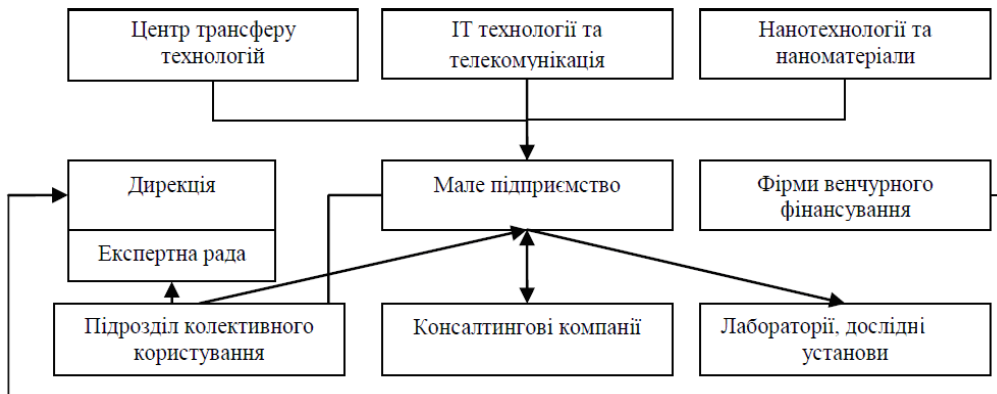 Центр трансферу
технологій
ІТ технології та
телекомунікація
Нанотехнології та
наноматеріали
Дирекція
Експертна рада
Мале підприємство
Фірми венчурного
фінансування
Підрозділ колективного
користування
Консалтингові компанії
Лабораторії, дослідні
установи